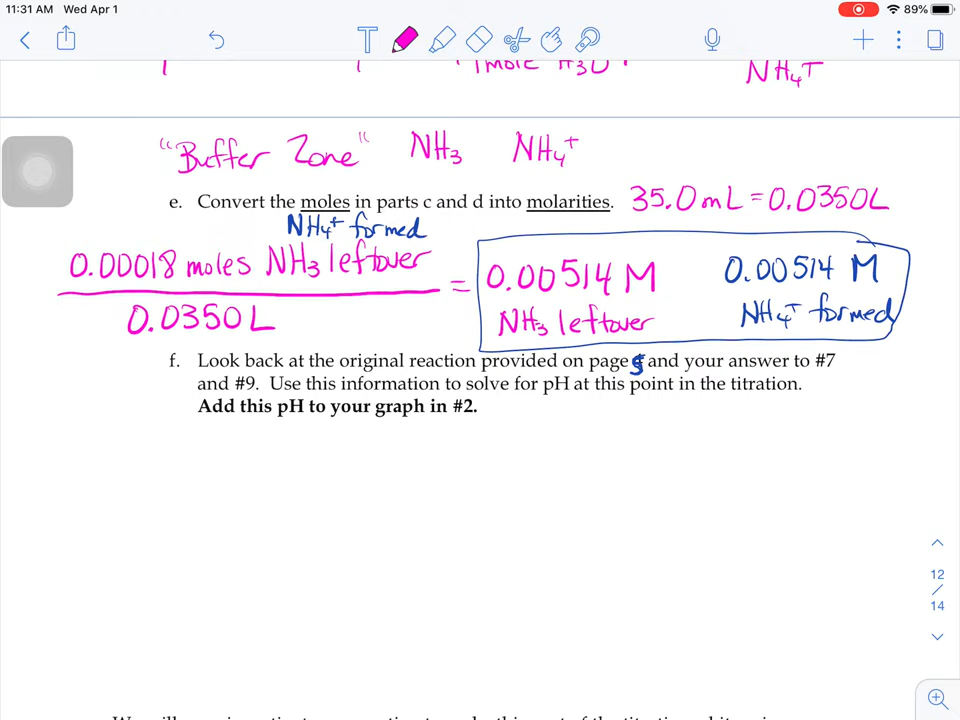 11:31 AM Wed Apr 1
89%
T
1 mole H3O+
NH4+
"Buffer Zone" NH3 NH4+
e. Convert the moles in parts c and d into molarities. 35.0 mL = 0.0350L
NH4+ formed
0.00018 moles NH3 leftover
0.0350 L
= 0.00514 M
NH3 leftover
0.00514 M
NH4+ formed
f. Look back at the original reaction provided on page 5 and your answer to #7
and #9. Use this information to solve for pH at this point in the titration.
Add this pH to your graph in #2.
12
/
14